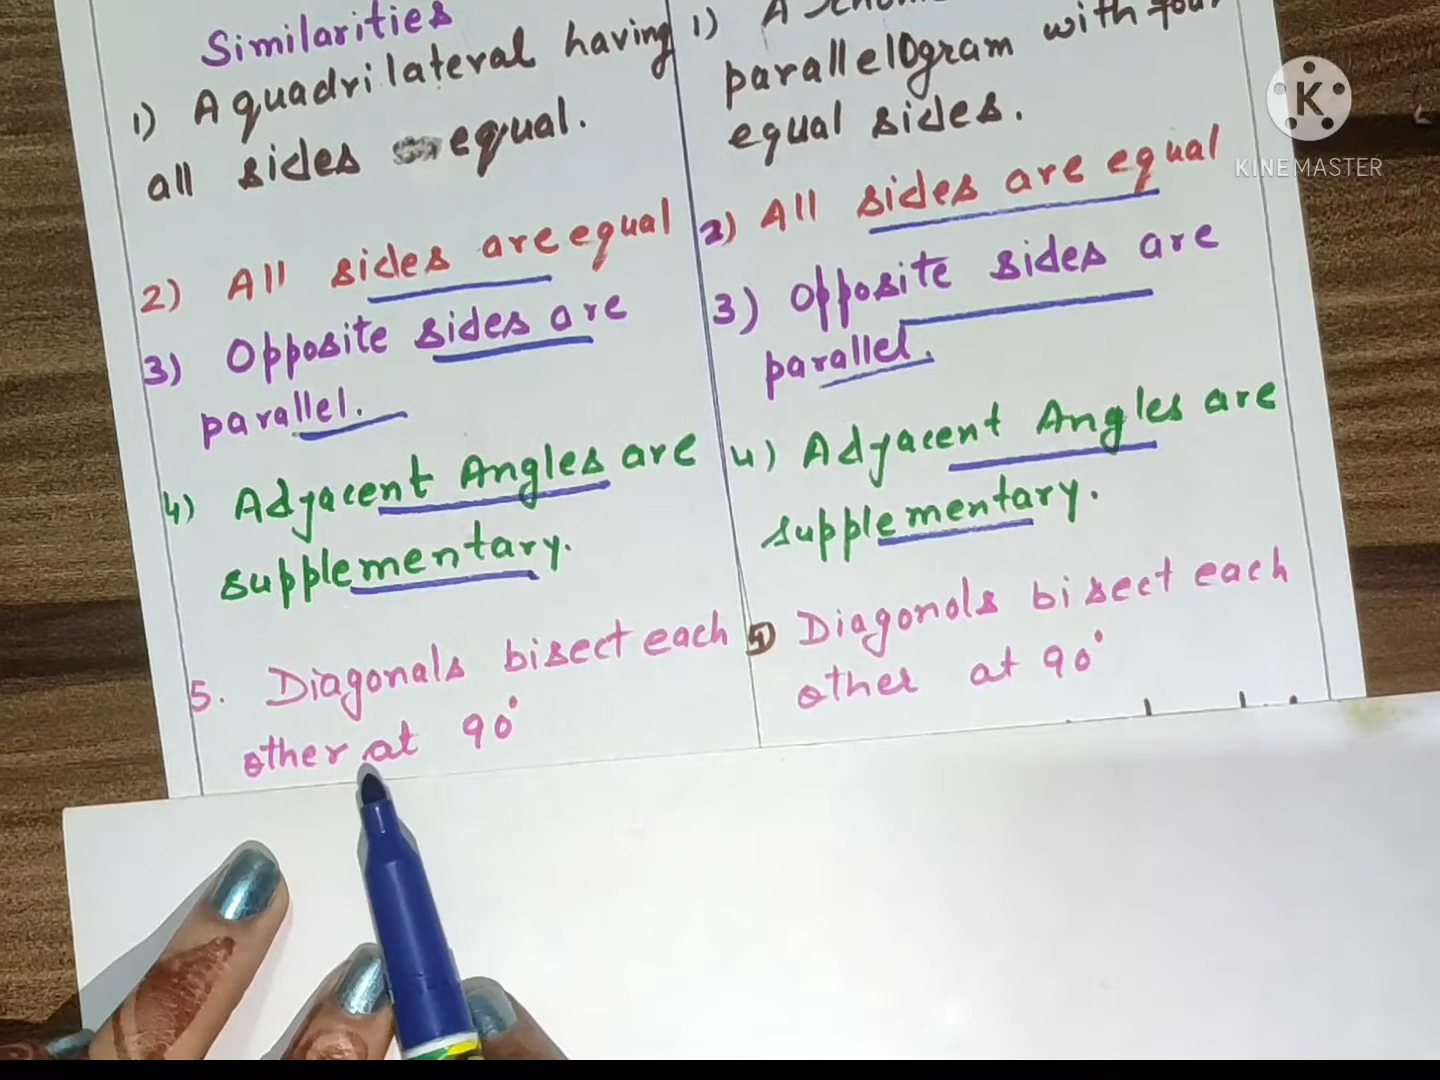 Similarities
1) A quadrilateral having
all sides equal.
2) All sides are equal
3) Opposite sides are
parallel.
4) Adjacent Angles are
supplementary.
5. Diagonals bisect each
other at 90°
1) A
parallelogram with four
equal sides.
2) All sides are equal
3) Opposite sides are
parallel.
4) Adjacent Angles are
supplementary.
5) Diagonols bisect each
other at 90°
K
KINEMASTER